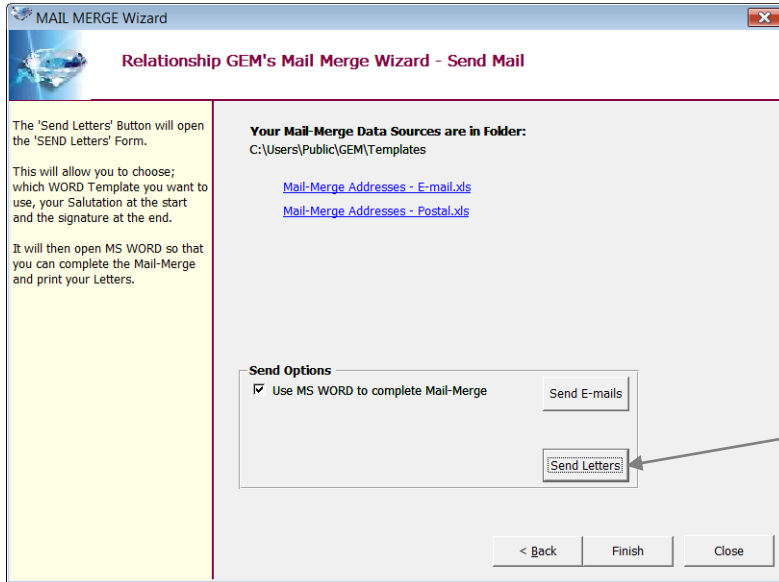 MAIL MERGE Wizard
Relationship GEM's Mail Merge Wizard - Send Mail
The 'Send Letters' Button will open
the 'SEND Letters' Form.
This will allow you to choose;
which WORD Template you want to
use, your Salutation at the start
and the signature at the end.
It will then open MS WORD so that
you can complete the Mail-Merge
and print your Letters.
Your Mail-Merge Data Sources are in Folder:
C:\Users\Public\GEM\Templates
Mail-Merge Addresses - E-mail.xls
Mail-Merge Addresses - Postal.xls
Send Options
Use MS WORD to complete Mail-Merge
Send E-mails
Send Letters
< Back
Finish
Close